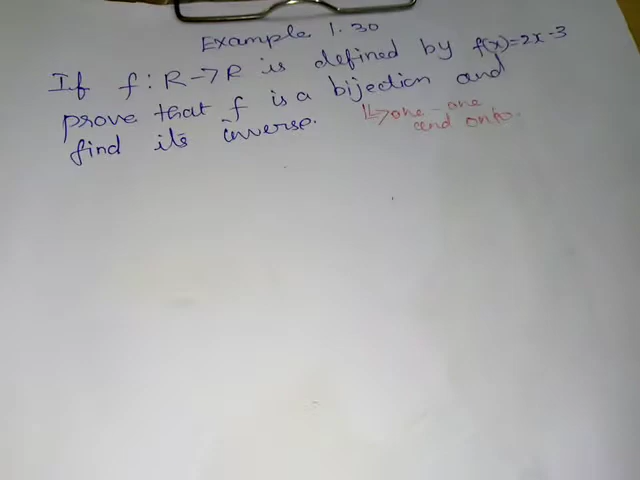 Example 1.30
If f: R→R is defined by f(x)=2x-3
prove that f is a bijection and
find its inverse.
↳ one-one
and onto.